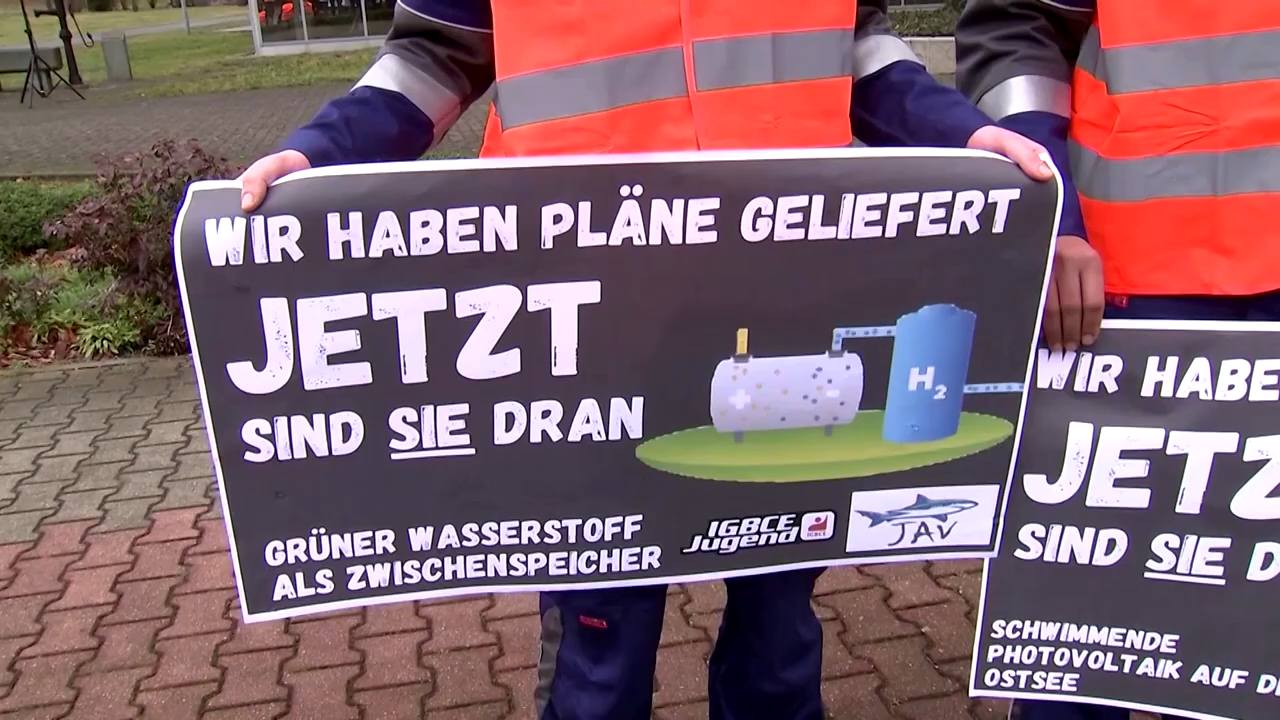 WIR HABEN PLÄNE GELIEFERT
JETZT
SIND SIE DRAN
H2
GRÜNER WASSERSTOFF
ALS ZWISCHENSPEICHER
IGBCE
Jugend
IGBCE
JAV
WIR HABE
JETZ
SIND SIE D
SCHWIMMENDE
PHOTOVOLTAIK AUF
OSTSEE